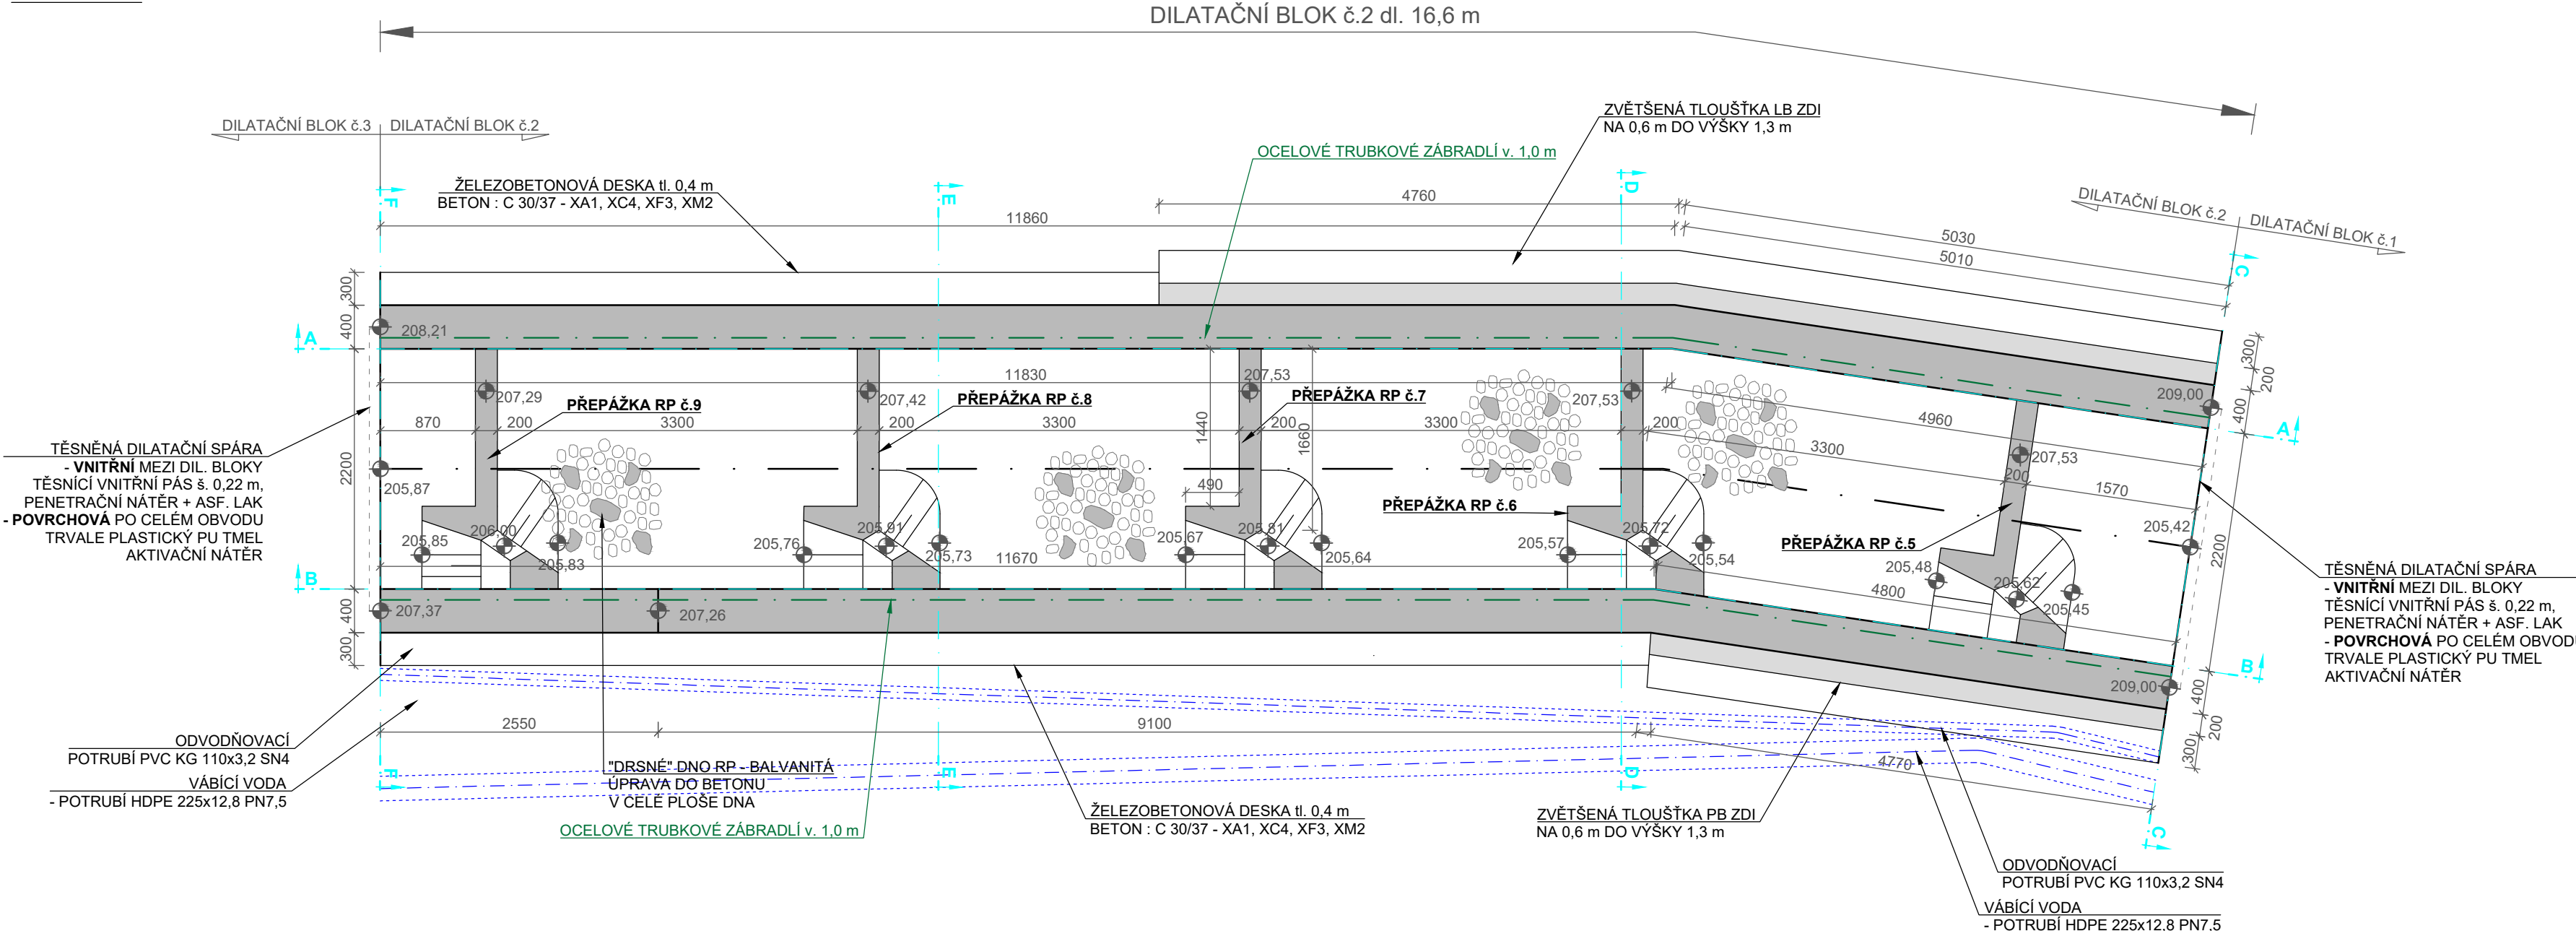 DILATAČNÍ BLOK č.2 dl. 16,6 m
DILATAČNÍ BLOK č.3
DILATAČNÍ BLOK č.2
ZVĚTŠENÁ TLOUŠŤKA LB ZDI
NA 0,6 m DO VÝŠKY 1,3 m
OCELOVÉ TRUBKOVÉ ZÁBRADLÍ v. 1,0 m
ŽELEZOBETONOVÁ DESKA tl. 0,4 m
BETON : C 30/37 - XA1, XC4, XF3, XM2
F
E
D
4760
11860
5030
5010
DILATAČNÍ BLOK č.2
DILATAČNÍ BLOK č.1
C
300
400
2200
400
300
A
208,21
11830
207,29
207,42
207,53
207,53
PŘEPÁŽKA RP č.9
PŘEPÁŽKA RP č.8
PŘEPÁŽKA RP č.7
870
200
3300
200
3300
200
3300
200
1440
1660
490
4960
3300
207,53
200
1570
209,00
300
200
400
A
2200
TĚSNĚNÁ DILATAČNÍ SPÁRA
- VNITŘNÍ MEZI DIL. BLOKY
TĚSNÍCÍ VNITŘNÍ PÁS š. 0,22 m,
PENETRAČNÍ NÁTĚR + ASF. LAK
- POVRCHOVÁ PO CELÉM OBVODU
TRVALE PLASTICKÝ PU TMEL
AKTIVAČNÍ NÁTĚR
205,87
PŘEPÁŽKA RP č.6
PŘEPÁŽKA RP č.5
205,85
206,00
205,83
205,76
205,91
205,73
205,67
205,81
205,64
205,57
205,72
205,54
205,48
205,62
205,45
205,42
11670
4800
B
207,37
207,26
TĚSNĚNÁ DILATAČNÍ SPÁRA
- VNITŘNÍ MEZI DIL. BLOKY
TĚSNÍCÍ VNITŘNÍ PÁS š. 0,22 m,
PENETRAČNÍ NÁTĚR + ASF. LAK
- POVRCHOVÁ PO CELÉM OBVODU
TRVALE PLASTICKÝ PU TMEL
AKTIVAČNÍ NÁTĚR
B
209,00
400
200
300
2550
9100
4770
ODVODŇOVACÍ
POTRUBÍ PVC KG 110x3,2 SN4
VÁBÍCÍ VODA
- POTRUBÍ HDPE 225x12,8 PN7,5
F
E
D
C
"DRSNÉ" DNO RP - BALVANITÁ
ÚPRAVA DO BETONU
V CELÉ PLOŠE DNA
OCELOVÉ TRUBKOVÉ ZÁBRADLÍ v. 1,0 m
ŽELEZOBETONOVÁ DESKA tl. 0,4 m
BETON : C 30/37 - XA1, XC4, XF3, XM2
ZVĚTŠENÁ TLOUŠŤKA PB ZDI
NA 0,6 m DO VÝŠKY 1,3 m
ODVODŇOVACÍ
POTRUBÍ PVC KG 110x3,2 SN4
VÁBÍCÍ VODA
- POTRUBÍ HDPE 225x12.8 PN7.5